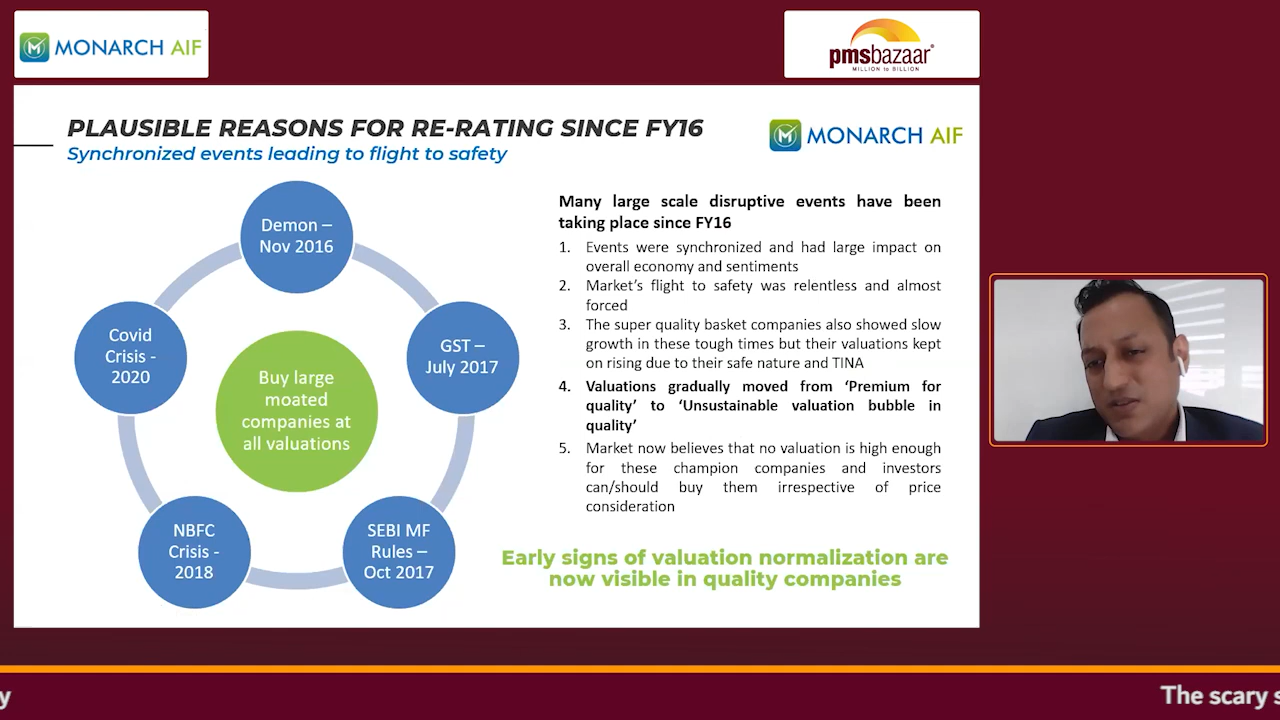 MONARCH AIF
pmsbazaar
MILLION to BILLION
PLAUSIBLE REASONS FOR RE-RATING SINCE FY16
Synchronized events leading to flight to safety
MONARCH AIF
Demon –
Nov 2016
GST –
July 2017
SEBI MF
Rules –
Oct 2017
NBFC
Crisis -
2018
Covid
Crisis -
2020
Buy large
moated
companies at
all valuations
Many large scale disruptive events have been
taking place since FY16
1. Events were synchronized and had large impact on
overall economy and sentiments
2. Market’s flight to safety was relentless and almost
forced
3. The super quality basket companies also showed slow
growth in these tough times but their valuations kept
on rising due to their safe nature and TINA
4. Valuations gradually moved from ‘Premium for
quality’ to ‘Unsustainable valuation bubble in
quality’
5. Market now believes that no valuation is high enough
for these champion companies and investors
can/should buy them irrespective of price
consideration
Early signs of valuation normalization are
now visible in quality companies
y
The scary s